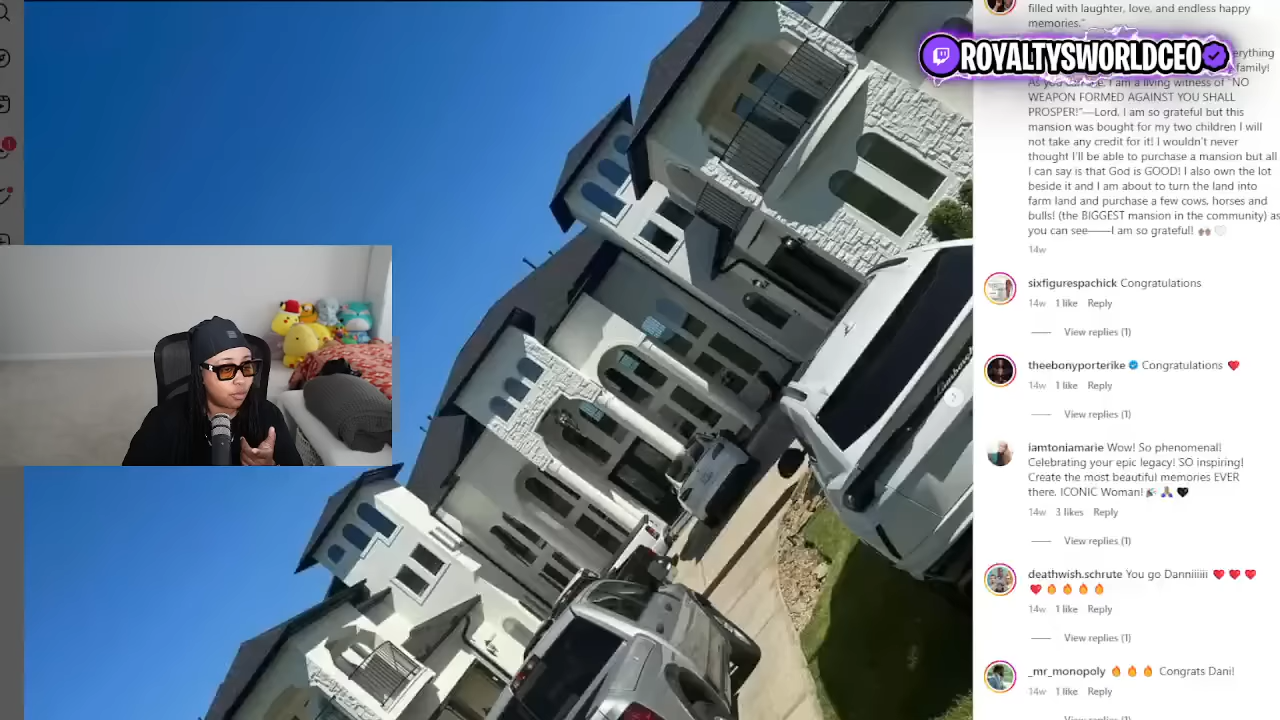 filled with laughter, love, and endless happy
memories."
ROYALTYSWORLDCEO
erything
family!
I am a living witness of "NO
WEAPON FORMED AGAINST YOU SHALL
PROSPER!"—Lord, I am so grateful but this
mansion was bought for my two children I will
not take any credit for it! I wouldn't never
thought I'll be able to purchase a mansion but all
I can say is that God is GOOD! I also own the lot
beside it and I am about to turn the land into
farm land and purchase a few cows, horses and
bulls! (the BIGGEST mansion in the community) as
you can see——I am so grateful! 🙌🏽 🤍
14w
sixfigurespachick Congratulations
14w 1 like Reply
View replies (1)
theebonyporterike Congratulations ❤️
14w 1 like Reply
View replies (1)
iamtoniamarie Wow! So phenomenal!
Celebrating your epic legacy! SO inspiring!
Create the most beautiful memories EVER
there. ICONIC Woman! 🎉 🙏🏽 🖤
14w 3 likes Reply
View replies (1)
deathwish.schrute You go Danniiiiii ❤️ ❤️ ❤️
❤️ 🔥 🔥 🔥 🔥
14w 1 like Reply
View replies (1)
_mr_monopoly 🔥 🔥 🔥 Congrats Dani!
14w 1 like Reply
View replies (1)